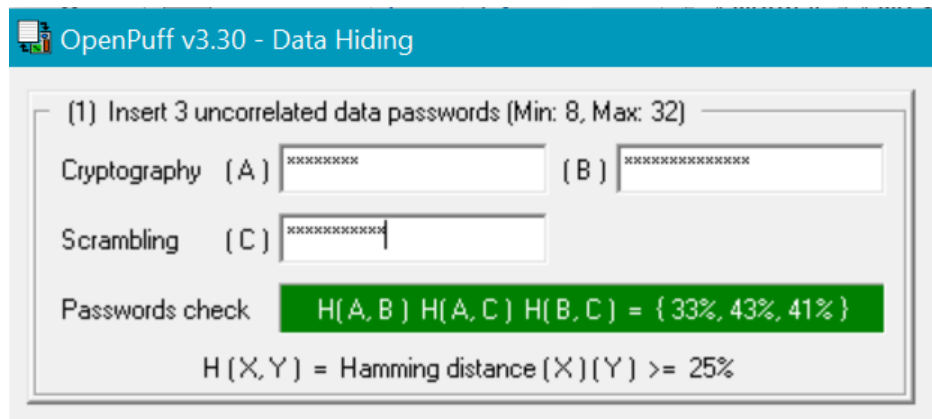 OpenPuff v3.30 - Data Hiding
(1) Insert 3 uncorrelated data passwords (Min: 8, Max: 32)
Cryptography (A) ******** (B) **************
Scrambling (C) ***********
Passwords check H(A,B) H(A,C) H(B,C) = {33%, 43%, 41%}
H(X,Y) = Hamming distance (X)(Y) >= 25%